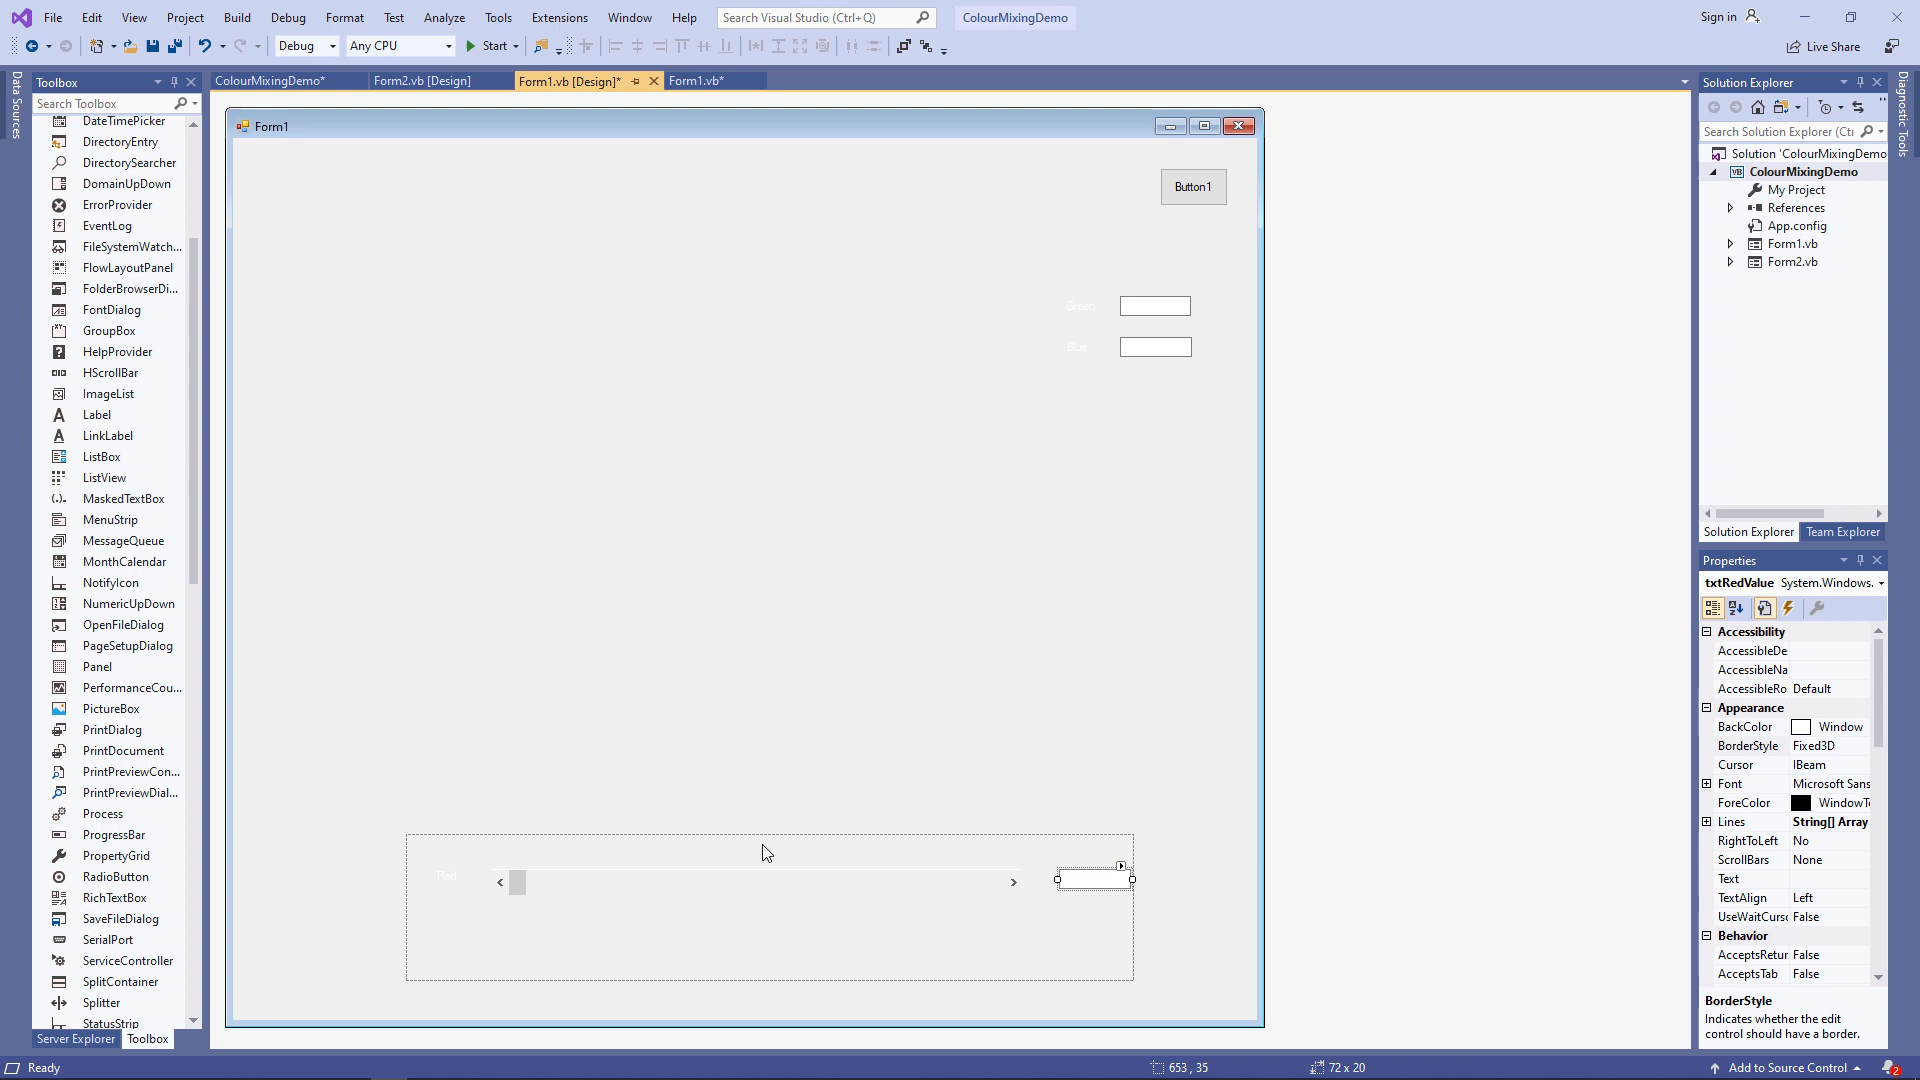 File Edit View Project Build Debug Format Test Analyze Tools Extensions Window Help Search Visual Studio (Ctrl+Q) ColourMixingDemo Sign in
Debug Any CPU Start Live Share
Data Sources
Toolbox
Search Toolbox
DateTimePicker
DirectoryEntry
DirectorySearcher
DomainUpDown
ErrorProvider
EventLog
FileSystemWatch...
FlowLayoutPanel
FolderBrowserDi...
FontDialog
GroupBox
HelpProvider
HScrollBar
ImageList
Label
LinkLabel
ListBox
ListView
MaskedTextBox
MenuStrip
MessageQueue
MonthCalendar
NotifyIcon
NumericUpDown
OpenFileDialog
PageSetupDialog
Panel
PerformanceCou...
PictureBox
PrintDialog
PrintDocument
PrintPreviewCon...
PrintPreviewDial...
Process
ProgressBar
PropertyGrid
RadioButton
RichTextBox
SaveFileDialog
SerialPort
ServiceController
SplitContainer
Splitter
StatusStrip
Server Explorer Toolbox
ColourMixingDemo* Form2.vb [Design] Form1.vb [Design]* Form1.vb*
Form1
Button1
Green
Blue
Red
Solution Explorer
Search Solution Explorer (Ctr
Solution 'ColourMixingDemo
ColourMixingDemo
My Project
References
App.config
Form1.vb
Form2.vb
Solution Explorer Team Explorer
Diagnostic Tools
Properties
txtRedValue System.Windows.
Accessibility
AccessibleDe
AccessibleNa
AccessibleRo Default
Appearance
BackColor Window
BorderStyle Fixed3D
Cursor IBeam
Font Microsoft Sans
ForeColor WindowTe
Lines String[] Array
RightToLeft No
ScrollBars None
Text
TextAlign Left
UseWaitCurso False
Behavior
AcceptsRetur False
AcceptsTab False
BorderStyle
Indicates whether the edit
control should have a border.
Ready 653 , 35 72 x 20 Add to Source Control 2